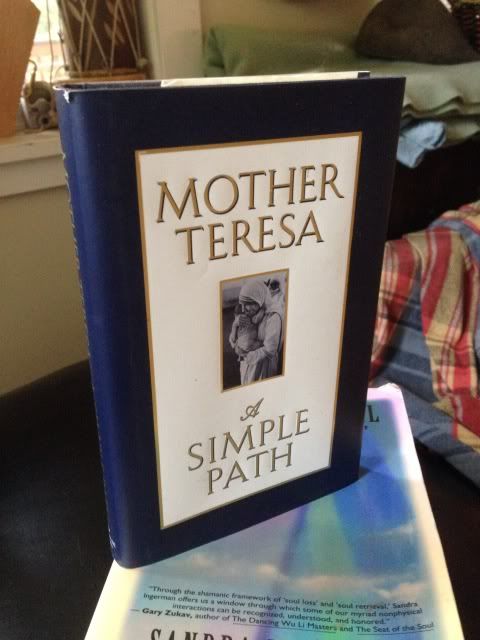 MOTHER
TERESA
A
SIMPLE
PATH
"Through the shamanic framework of 'soul loss' and 'soul retrieval,' Sandra
Ingerman offers us a window through which some of our myriad nonphysical
interactions can be recognized, understood, and honored."
— Gary Zukav, author of The Dancing Wu Li Masters and The Seat of the Soul